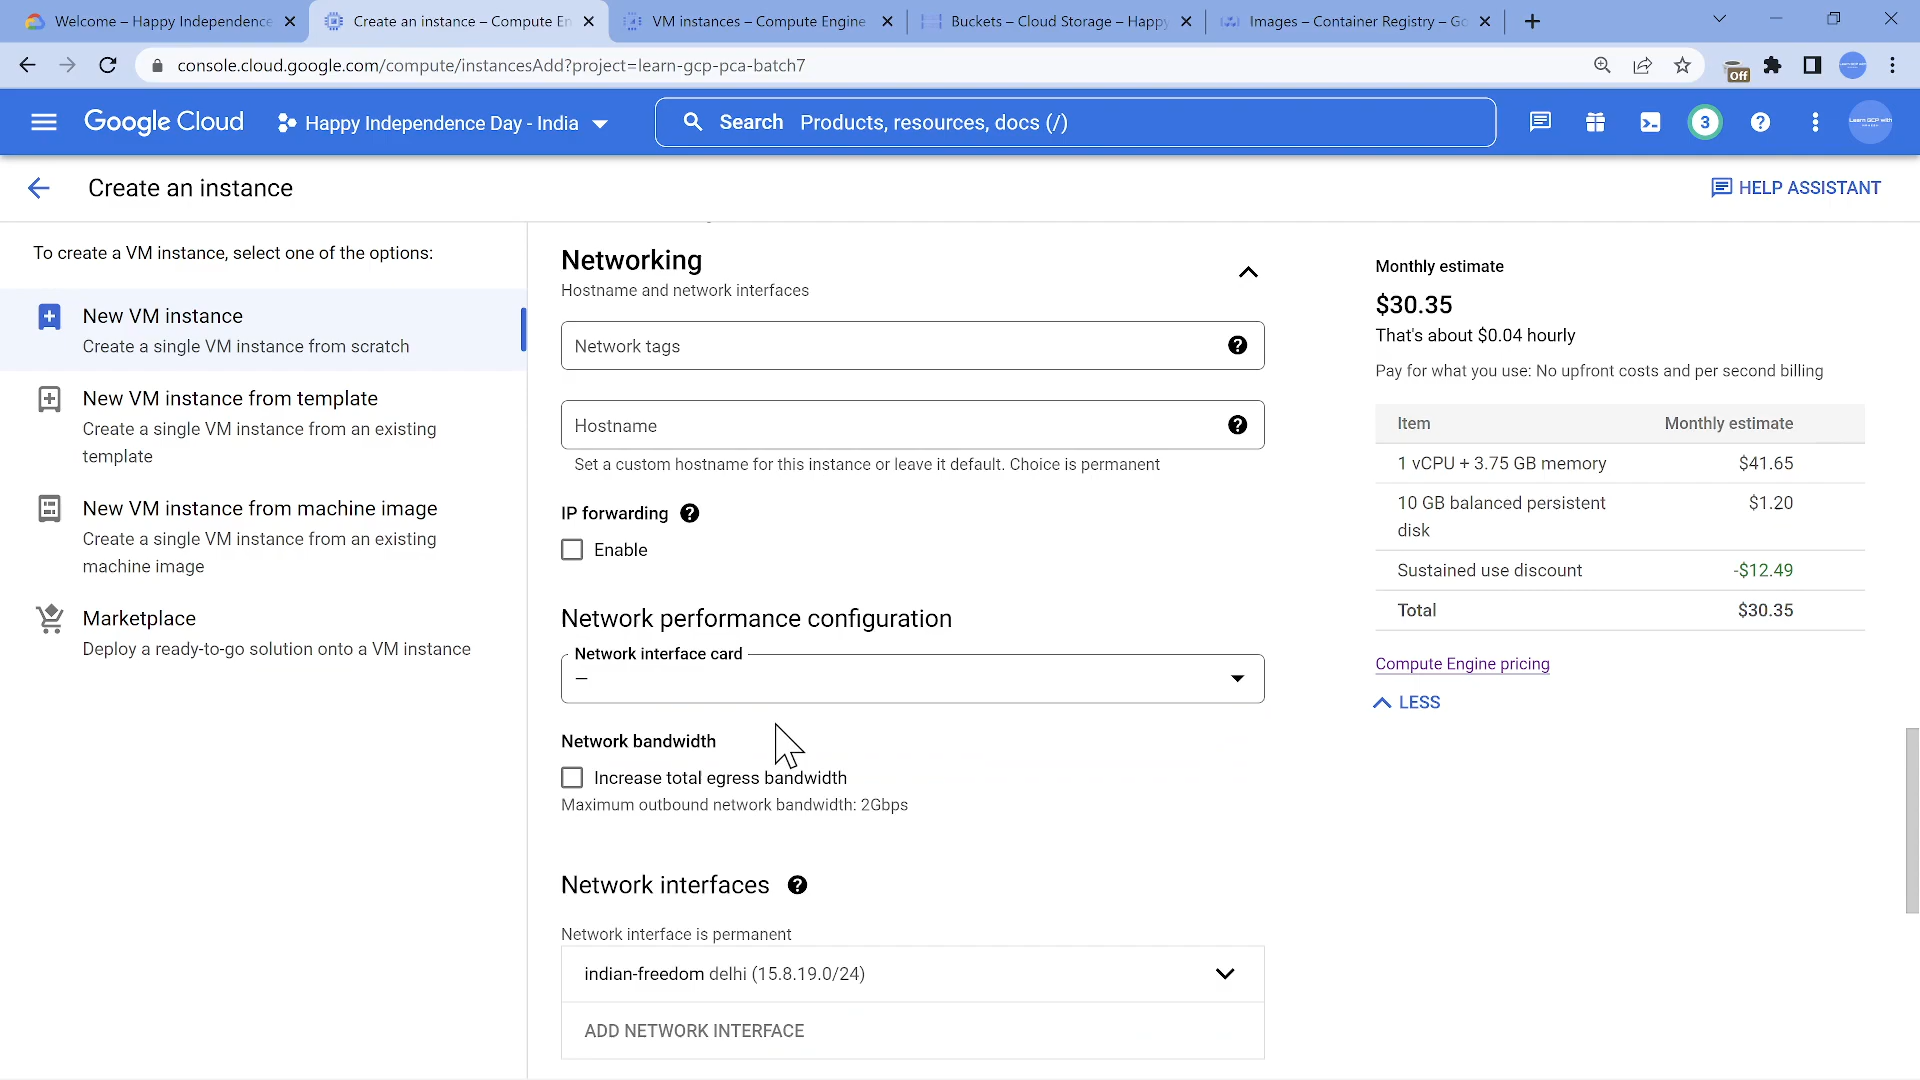 Welcome – Happy Independence
Create an instance – Compute En
VM instances – Compute Engine
Buckets – Cloud Storage – Happy
Images – Container Registry – Go
console.cloud.google.com/compute/instancesAdd?project=learn-gcp-pca-batch7
Off
Google Cloud
Happy Independence Day - India
Search Products, resources, docs (/)
3
Learn GCP with
Create an instance
HELP ASSISTANT
To create a VM instance, select one of the options:
New VM instance
Create a single VM instance from scratch
New VM instance from template
Create a single VM instance from an existing
template
New VM instance from machine image
Create a single VM instance from an existing
machine image
Marketplace
Deploy a ready-to-go solution onto a VM instance
Networking
Hostname and network interfaces
Network tags
Hostname
Set a custom hostname for this instance or leave it default. Choice is permanent
IP forwarding
Enable
Network performance configuration
Network interface card
–
Network bandwidth
Increase total egress bandwidth
Maximum outbound network bandwidth: 2Gbps
Network interfaces
Network interface is permanent
indian-freedom delhi (15.8.19.0/24)
ADD NETWORK INTERFACE
Monthly estimate
$30.35
That's about $0.04 hourly
Pay for what you use: No upfront costs and per second billing
Item Monthly estimate
1 vCPU + 3.75 GB memory $41.65
10 GB balanced persistent $1.20
disk
Sustained use discount -$12.49
Total $30.35
Compute Engine pricing
LESS